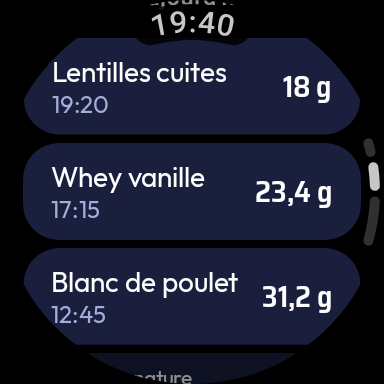 19:40
Lentilles cuites
18 g
19:20
Whey vanille
23,4 g
17:15
Blanc de poulet
31,2 g
12:45